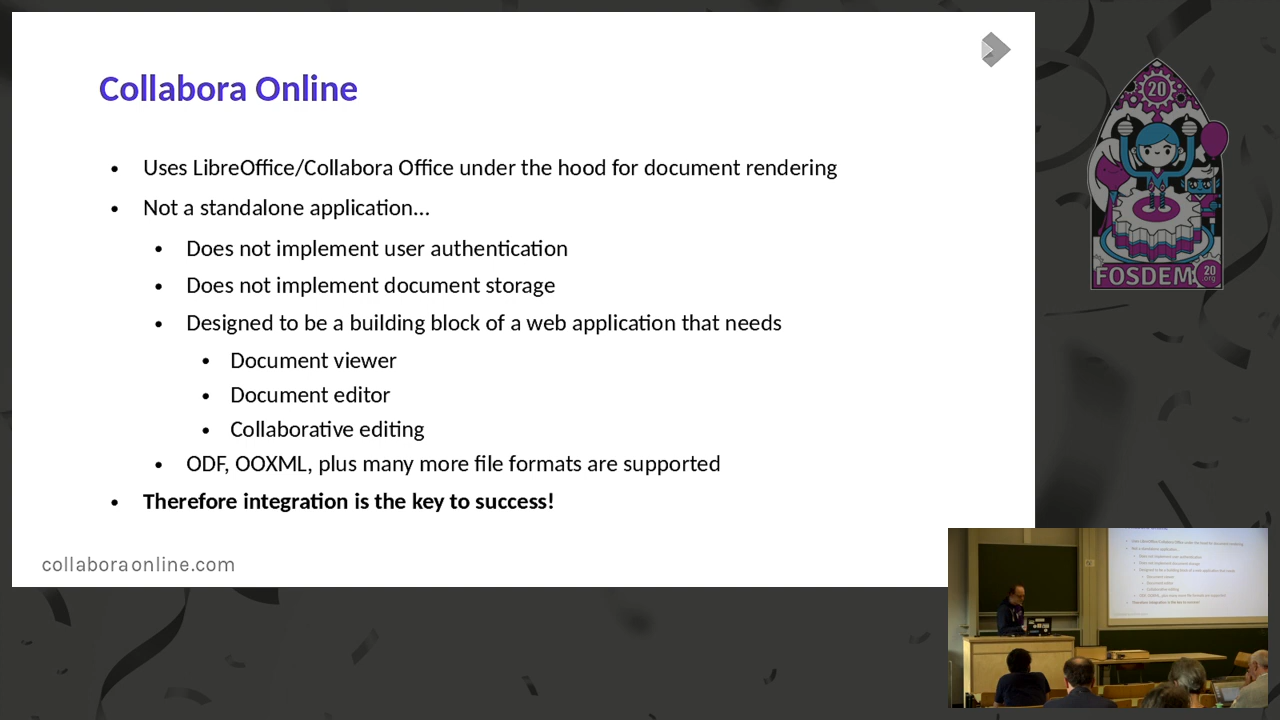 Collabora Online
Uses LibreOffice/Collabora Office under the hood for document rendering
Not a standalone application...
Does not implement user authentication
Does not implement document storage
Designed to be a building block of a web application that needs
Document viewer
Document editor
Collaborative editing
ODF, OOXML, plus many more file formats are supported
Therefore integration is the key to success!
collaboraonline.com
20
FOSDEM
20
.org